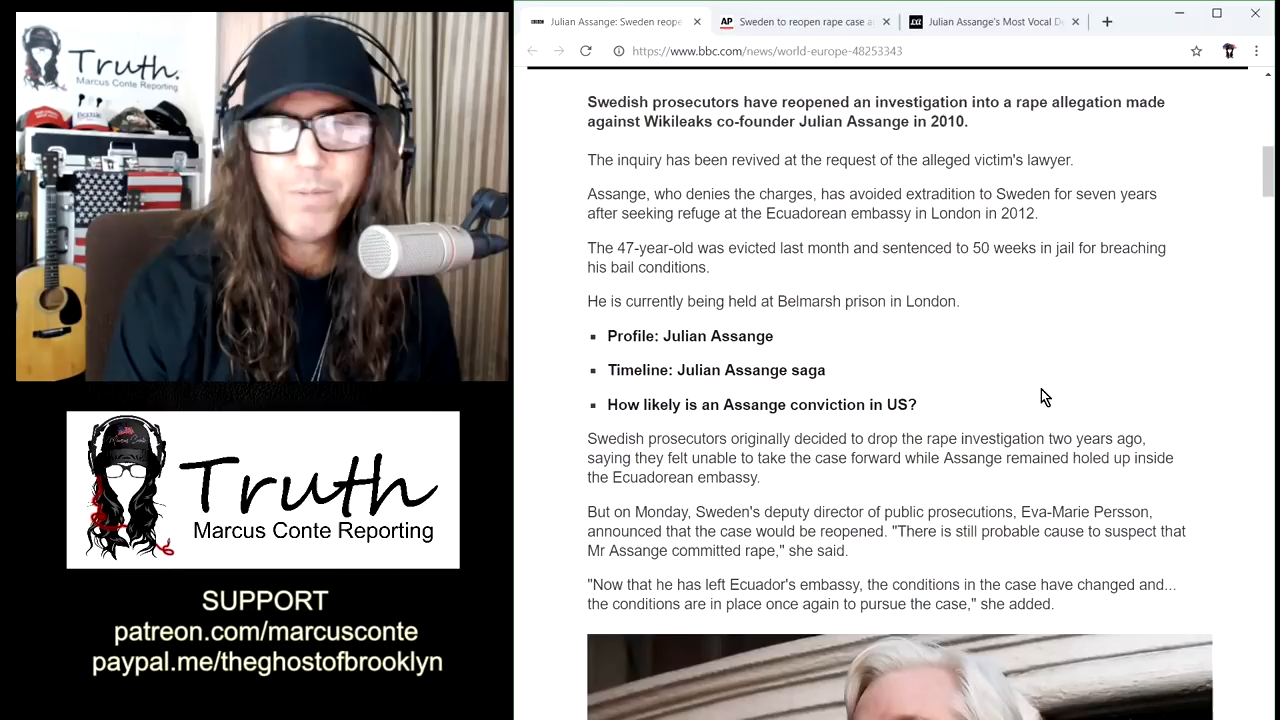 Truth.
Marcus Conte Reporting
Truth
Marcus Conte Reporting
SUPPORT
patreon.com/marcusconte
paypal.me/theghostofbrooklyn
BBC
Julian Assange: Sweden reope
AP
Sweden to reopen rape case a
Julian Assange's Most Vocal D
https://www.bbc.com/news/world-europe-48253343
Swedish prosecutors have reopened an investigation into a rape allegation made
against Wikileaks co-founder Julian Assange in 2010.
The inquiry has been revived at the request of the alleged victim's lawyer.
Assange, who denies the charges, has avoided extradition to Sweden for seven years
after seeking refuge at the Ecuadorean embassy in London in 2012.
The 47-year-old was evicted last month and sentenced to 50 weeks in jail for breaching
his bail conditions.
He is currently being held at Belmarsh prison in London.
Profile: Julian Assange
Timeline: Julian Assange saga
How likely is an Assange conviction in US?
Swedish prosecutors originally decided to drop the rape investigation two years ago,
saying they felt unable to take the case forward while Assange remained holed up inside
the Ecuadorean embassy.
But on Monday, Sweden's deputy director of public prosecutions, Eva-Marie Persson,
announced that the case would be reopened. "There is still probable cause to suspect that
Mr Assange committed rape," she said.
"Now that he has left Ecuador's embassy, the conditions in the case have changed and...
the conditions are in place once again to pursue the case," she added.